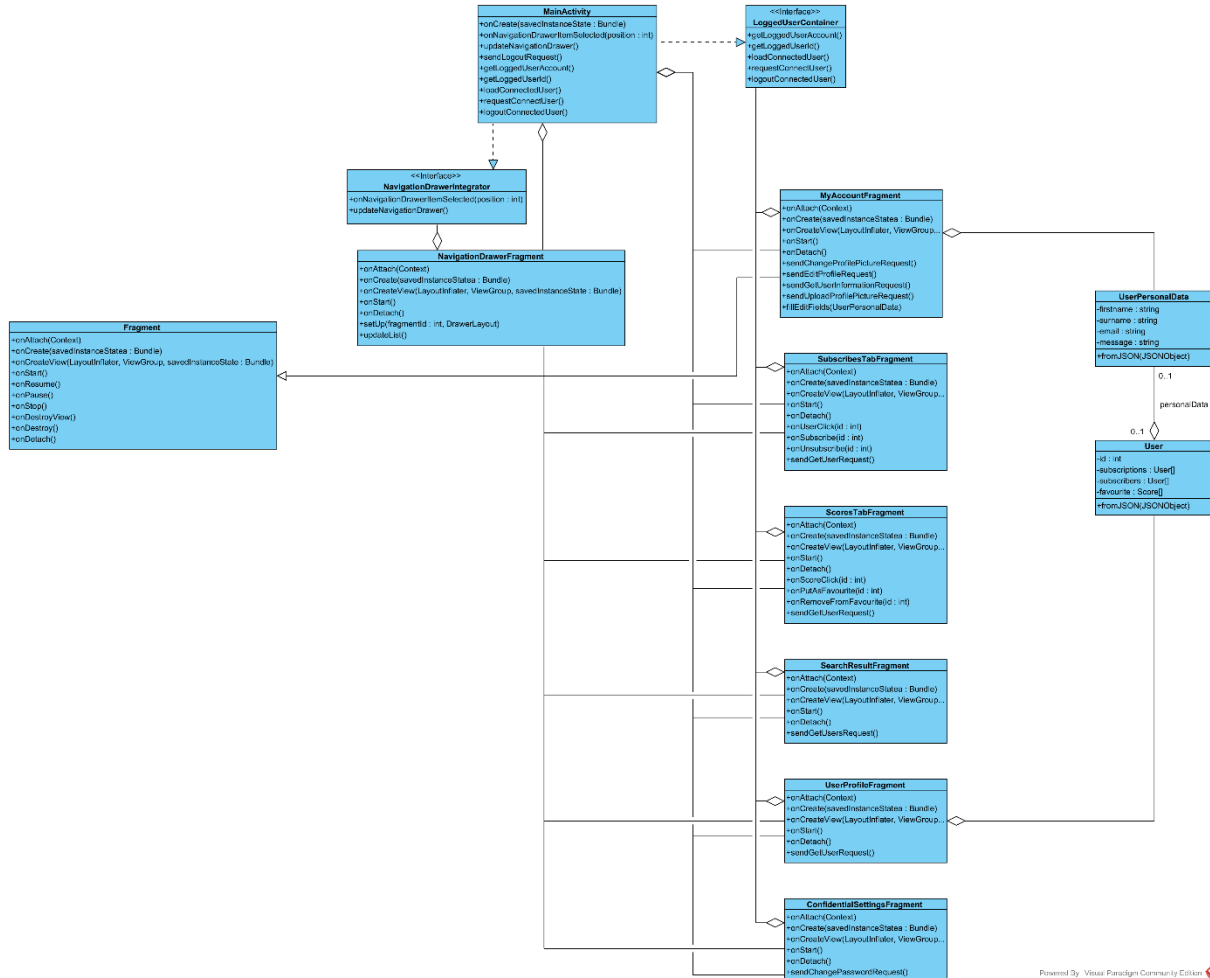 MainActivity
+onCreate(savedInstanceState : Bundle)
+onNavigationDrawerItemSelected(position : int)
+updateNavigationDrawer()
+sendLogoutRequest()
+getLoggedUserAccount()
+getLoggedUserId()
+loadConnectedUser()
+requestConnectUser()
+logoutConnectedUser()
<<Interface>>
LoggedUserContainer
+getLoggedUserAccount()
+getLoggedUserId()
+loadConnectedUser()
+requestConnectUser()
+logoutConnectedUser()
<<Interface>>
NavigationDrawerIntegrator
+onNavigationDrawerItemSelected(position : int)
+updateNavigationDrawer()
NavigationDrawerFragment
+onAttach(Context)
+onCreate(savedInstanceStatea : Bundle)
+onCreateView(LayoutInflater, ViewGroup, savedInstanceState : Bundle)
+onStart()
+onDetach()
+setUp(fragmentId : int, DrawerLayout)
+updateList()
Fragment
+onAttach(Context)
+onCreate(savedInstanceStatea : Bundle)
+onCreateView(LayoutInflater, ViewGroup, savedInstanceState : Bundle)
+onStart()
+onResume()
+onPause()
+onStop()
+onDestroyView()
+onDestroy()
+onDetach()
MyAccountFragment
+onAttach(Context)
+onCreate(savedInstanceStatea : Bundle)
+onCreateView(LayoutInflater, ViewGroup...
+onStart()
+onDetach()
+sendChangeProfilePictureRequest()
+sendEditProfileRequest()
+sendGetUserInformationRequest()
+sendUploadProfilePictureRequest()
+fillEditFields(UserPersonalData)
UserPersonalData
-firstname : string
-surname : string
-email : string
-message : string
+fromJSON(JSONObject)
0..1
personalData
0..1
User
-id : int
-subscriptions : User[]
-subscribers : User[]
-favourite : Score[]
+fromJSON(JSONObject)
SubscribesTabFragment
+onAttach(Context)
+onCreate(savedInstanceStatea : Bundle)
+onCreateView(LayoutInflater, ViewGroup...
+onStart()
+onDetach()
+onUserClick(id : int)
+onSubscribe(id : int)
+onUnsubscribe(id : int)
+sendGetUserRequest()
ScoresTabFragment
+onAttach(Context)
+onCreate(savedInstanceStatea : Bundle)
+onCreateView(LayoutInflater, ViewGroup...
+onStart()
+onDetach()
+onScoreClick(id : int)
+onPutAsFavourite(id : int)
+onRemoveFromFavourite(id : int)
+sendGetUserRequest()
SearchResultFragment
+onAttach(Context)
+onCreate(savedInstanceStatea : Bundle)
+onCreateView(LayoutInflater, ViewGroup...
+onStart()
+onDetach()
+sendGetUsersRequest()
UserProfileFragment
+onAttach(Context)
+onCreate(savedInstanceStatea : Bundle)
+onCreateView(LayoutInflater, ViewGroup...
+onStart()
+onDetach()
+sendGetUserRequest()
ConfidentialSettingsFragment
+onAttach(Context)
+onCreate(savedInstanceStatea : Bundle)
+onCreateView(LayoutInflater, ViewGroup...
+onStart()
+onDetach()
+sendChangePasswordRequest()
Powered By Visual Paradigm Community Edition